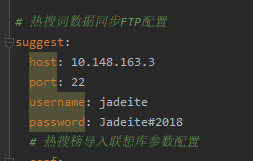 # 热搜词数据同步FTP配置
suggest:
host: 10.148.163.3
port: 22
username: jadeite
password: Jadeite#2018
# 热搜榜导入联想库参数配置